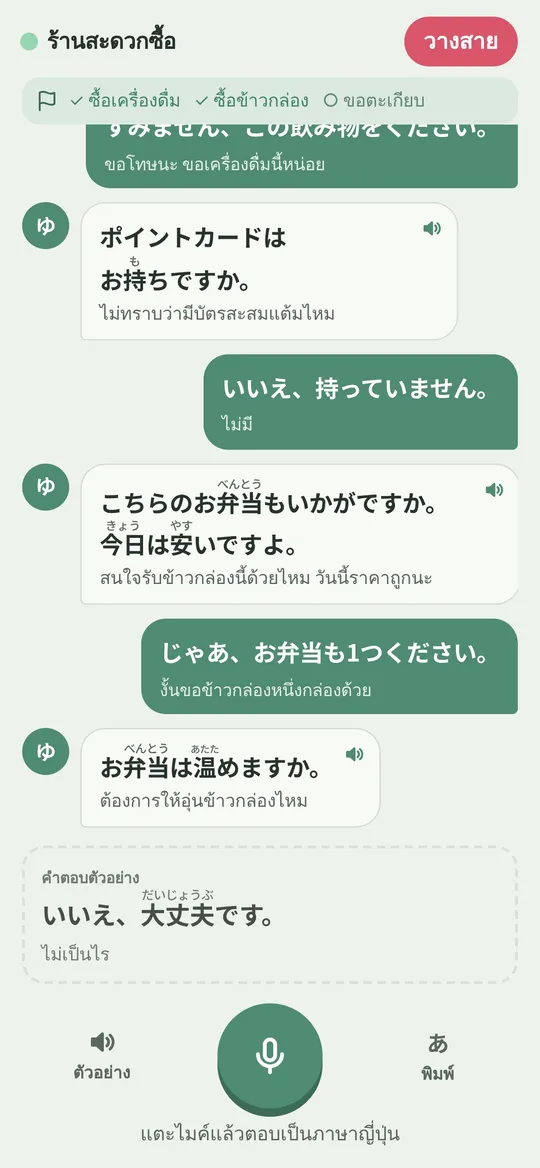 ร้านสะดวกซื้อ
วางสาย
ซื้อเครื่องดื่ม ซื้อข้าวกล่อง ขอตะเกียบ
すみません、この飲み物をください。
ขอโทษนะ ขอเครื่องดื่มนี้หน่อย
ゆ
ポイントカードは
も
お持ちですか。
ไม่ทราบว่ามีบัตรสะสมแต้มไหม
いいえ、持っていません。
ไม่มี
ゆ
べんとう
こちらのお弁当もいかがですか。
きょう やす
今日は安いですよ。
สนใจรับข้าวกล่องนี้ด้วยไหม วันนี้ราคาถูกนะ
じゃあ、お弁当も1つください。
งั้นขอข้าวกล่องหนึ่งกล่องด้วย
ゆ
べんとう あたた
お弁当は温めますか。
ต้องการให้อุ่นข้าวกล่องไหม
คำตอบตัวอย่าง
だいじょうぶ
いいえ、大丈夫です。
ไม่เป็นไร
ตัวอย่าง
あ
พิมพ์
แตะไมค์แล้วตอบเป็นภาษาญี่ปุ่น